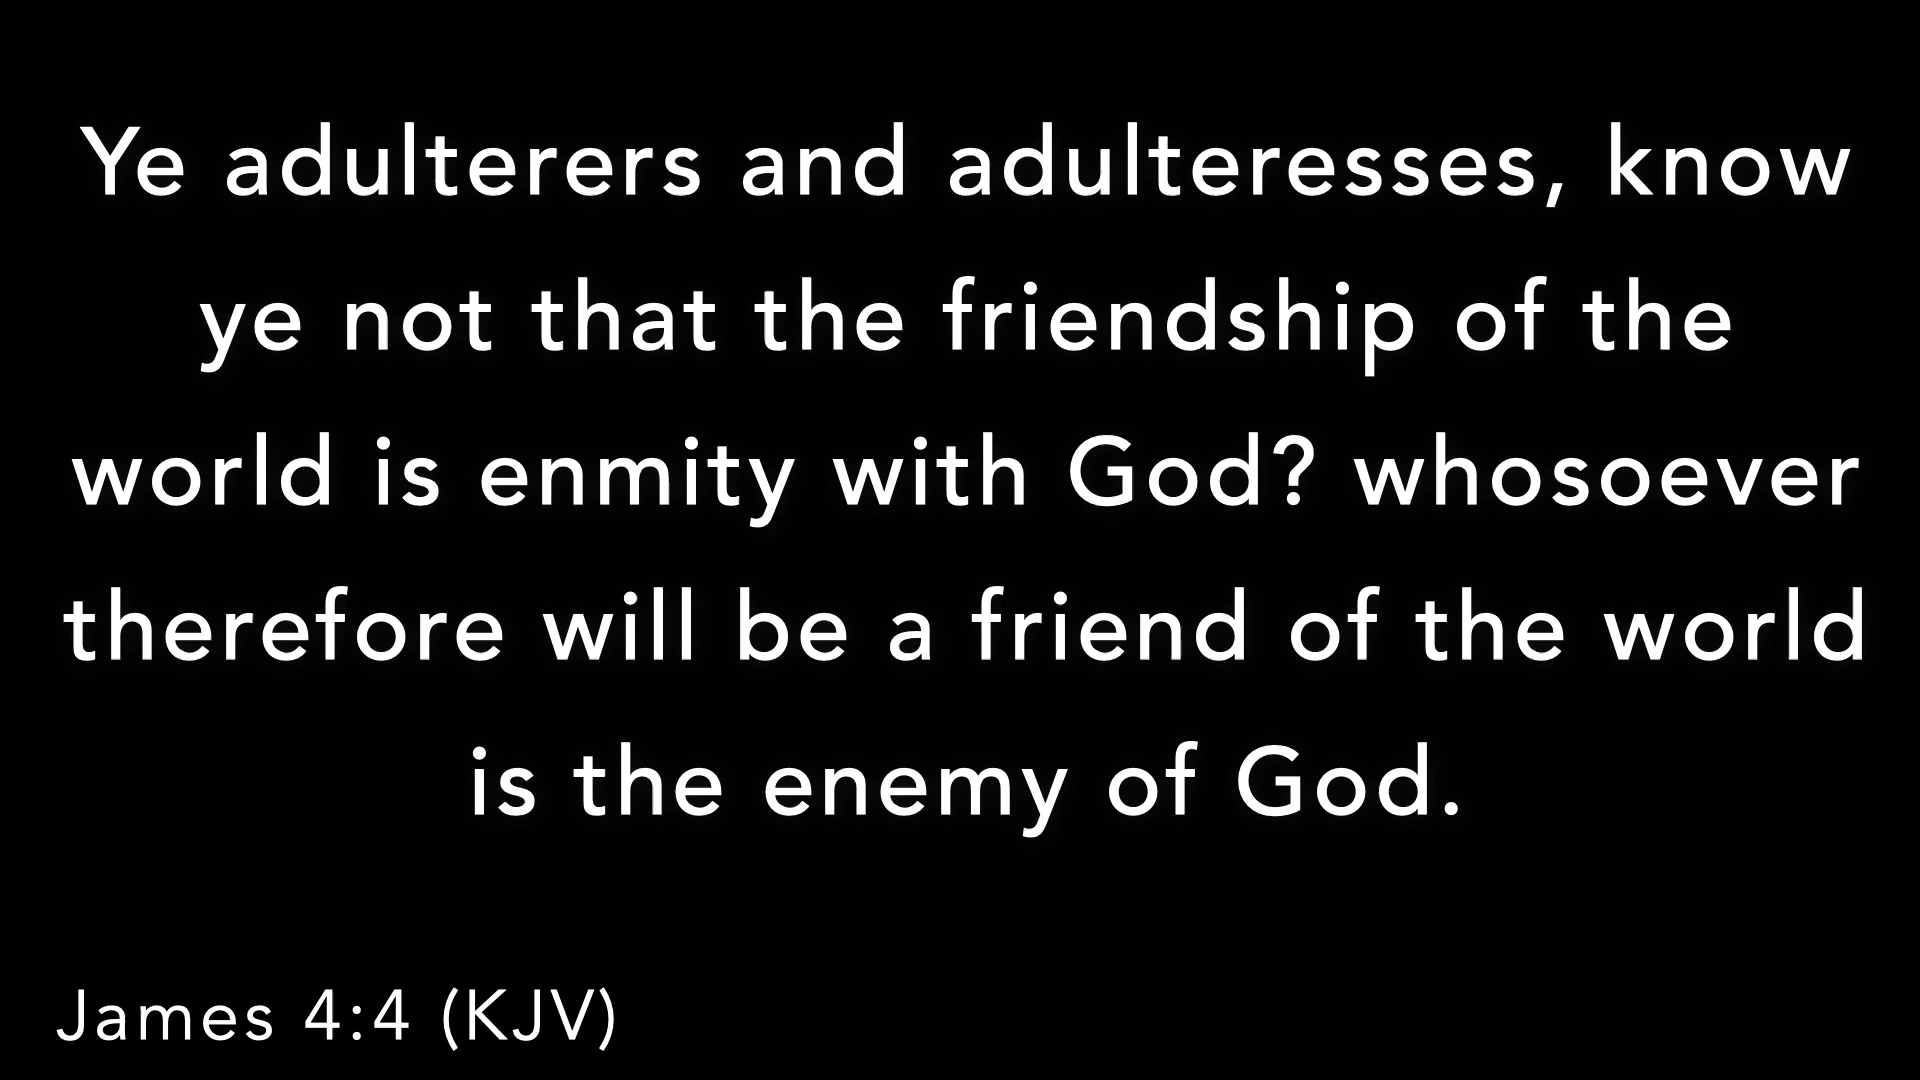 Ye adulterers and adulteresses, know
ye not that the friendship of the
world is enmity with God? whosoever
therefore will be a friend of the world
is the enemy of God.
James 4:4 (KJV)